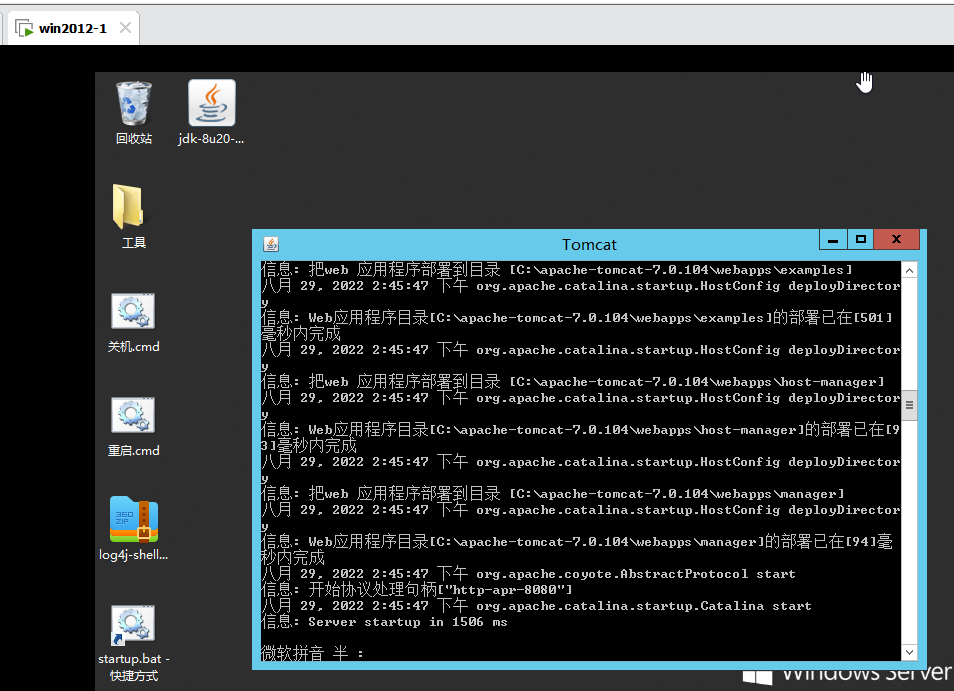 win2012-1
回收站
jdk-8u20-...
工具
关机.cmd
重启.cmd
360
ZIP
log4j-shell...
startup.bat -
快捷方式
Tomcat
信息: 把web 应用程序部署到目录 [C:\apache-tomcat-7.0.104\webapps\examples]
八月 29, 2022 2:45:47 下午 org.apache.catalina.startup.HostConfig deployDirector
y
信息: Web应用程序目录[C:\apache-tomcat-7.0.104\webapps\examples]的部署已在[501]
毫秒内完成
八月 29, 2022 2:45:47 下午 org.apache.catalina.startup.HostConfig deployDirector
y
信息: 把web 应用程序部署到目录 [C:\apache-tomcat-7.0.104\webapps\host-manager]
八月 29, 2022 2:45:47 下午 org.apache.catalina.startup.HostConfig deployDirector
y
信息: Web应用程序目录[C:\apache-tomcat-7.0.104\webapps\host-manager]的部署已在[9
3]毫秒内完成
八月 29, 2022 2:45:47 下午 org.apache.catalina.startup.HostConfig deployDirector
y
信息: 把web 应用程序部署到目录 [C:\apache-tomcat-7.0.104\webapps\manager]
八月 29, 2022 2:45:47 下午 org.apache.catalina.startup.HostConfig deployDirector
y
信息: Web应用程序目录[C:\apache-tomcat-7.0.104\webapps\manager]的部署已在[94]毫
秒内完成
八月 29, 2022 2:45:47 下午 org.apache.coyote.AbstractProtocol start
信息: 开始协议处理句柄["http-apr-8080"]
八月 29, 2022 2:45:47 下午 org.apache.catalina.startup.Catalina start
信息: Server startup in 1506 ms
微软拼音 半 :
Windows Server